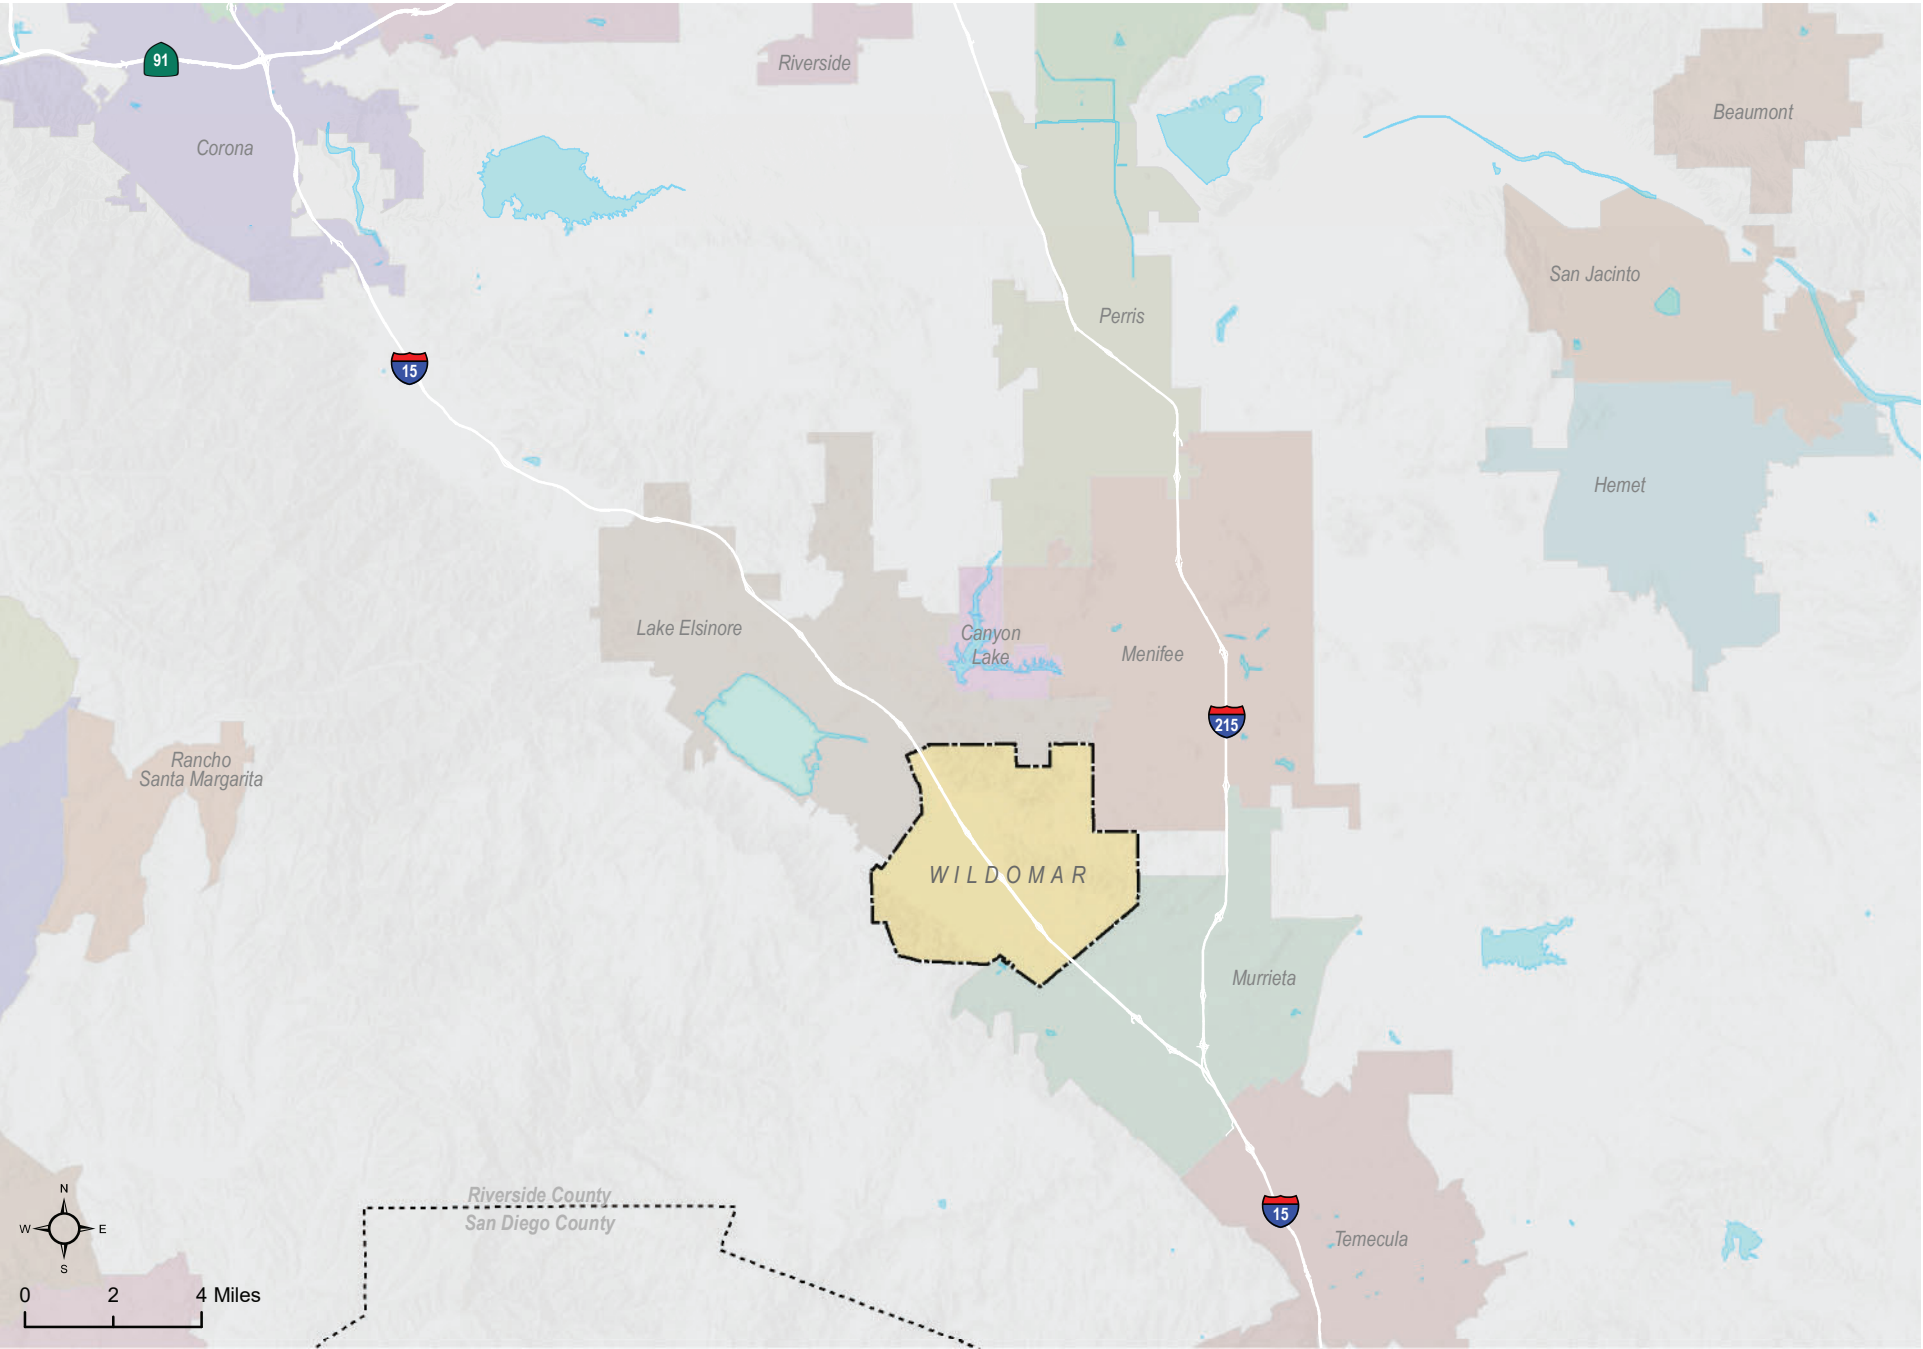 91
Riverside
Corona
Beaumont
San Jacinto
Perris
15
Hemet
Lake Elsinore
Canyon
Lake
Menifee
215
Rancho
Santa Margarita
WILDOMAR
Murrieta
Riverside County
San Diego County
15
Temecula
N
W E
S
0 2 4 Miles